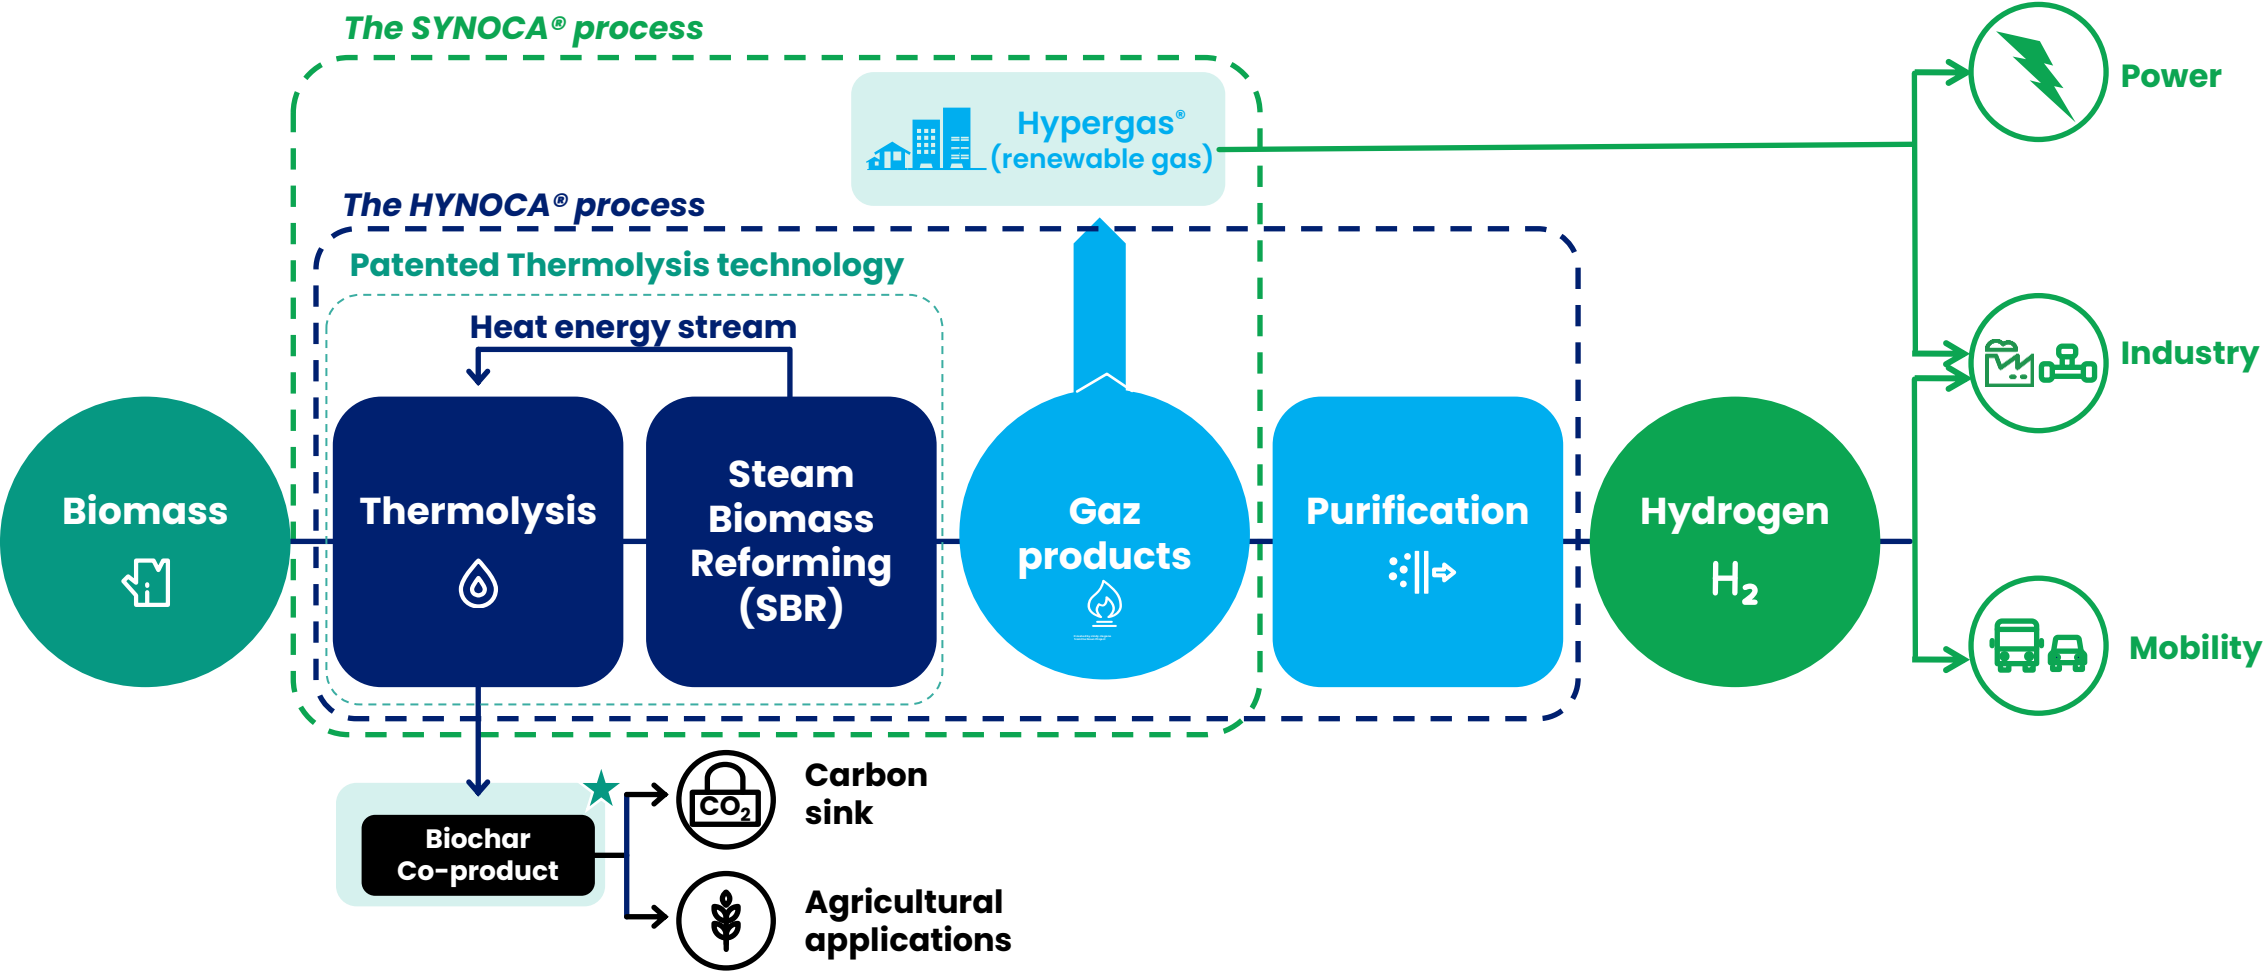 The SYNOCA® process
Hypergas®
(renewable gas)
Power
The HYNOCA® process
Patented Thermolysis technology
Heat energy stream
Industry
Biomass
Thermolysis
Steam
Biomass
Reforming
(SBR)
Gaz
products
Purification
Hydrogen
H₂
Mobility
Biochar
Co-product
CO₂
Carbon
sink
Agricultural
applications